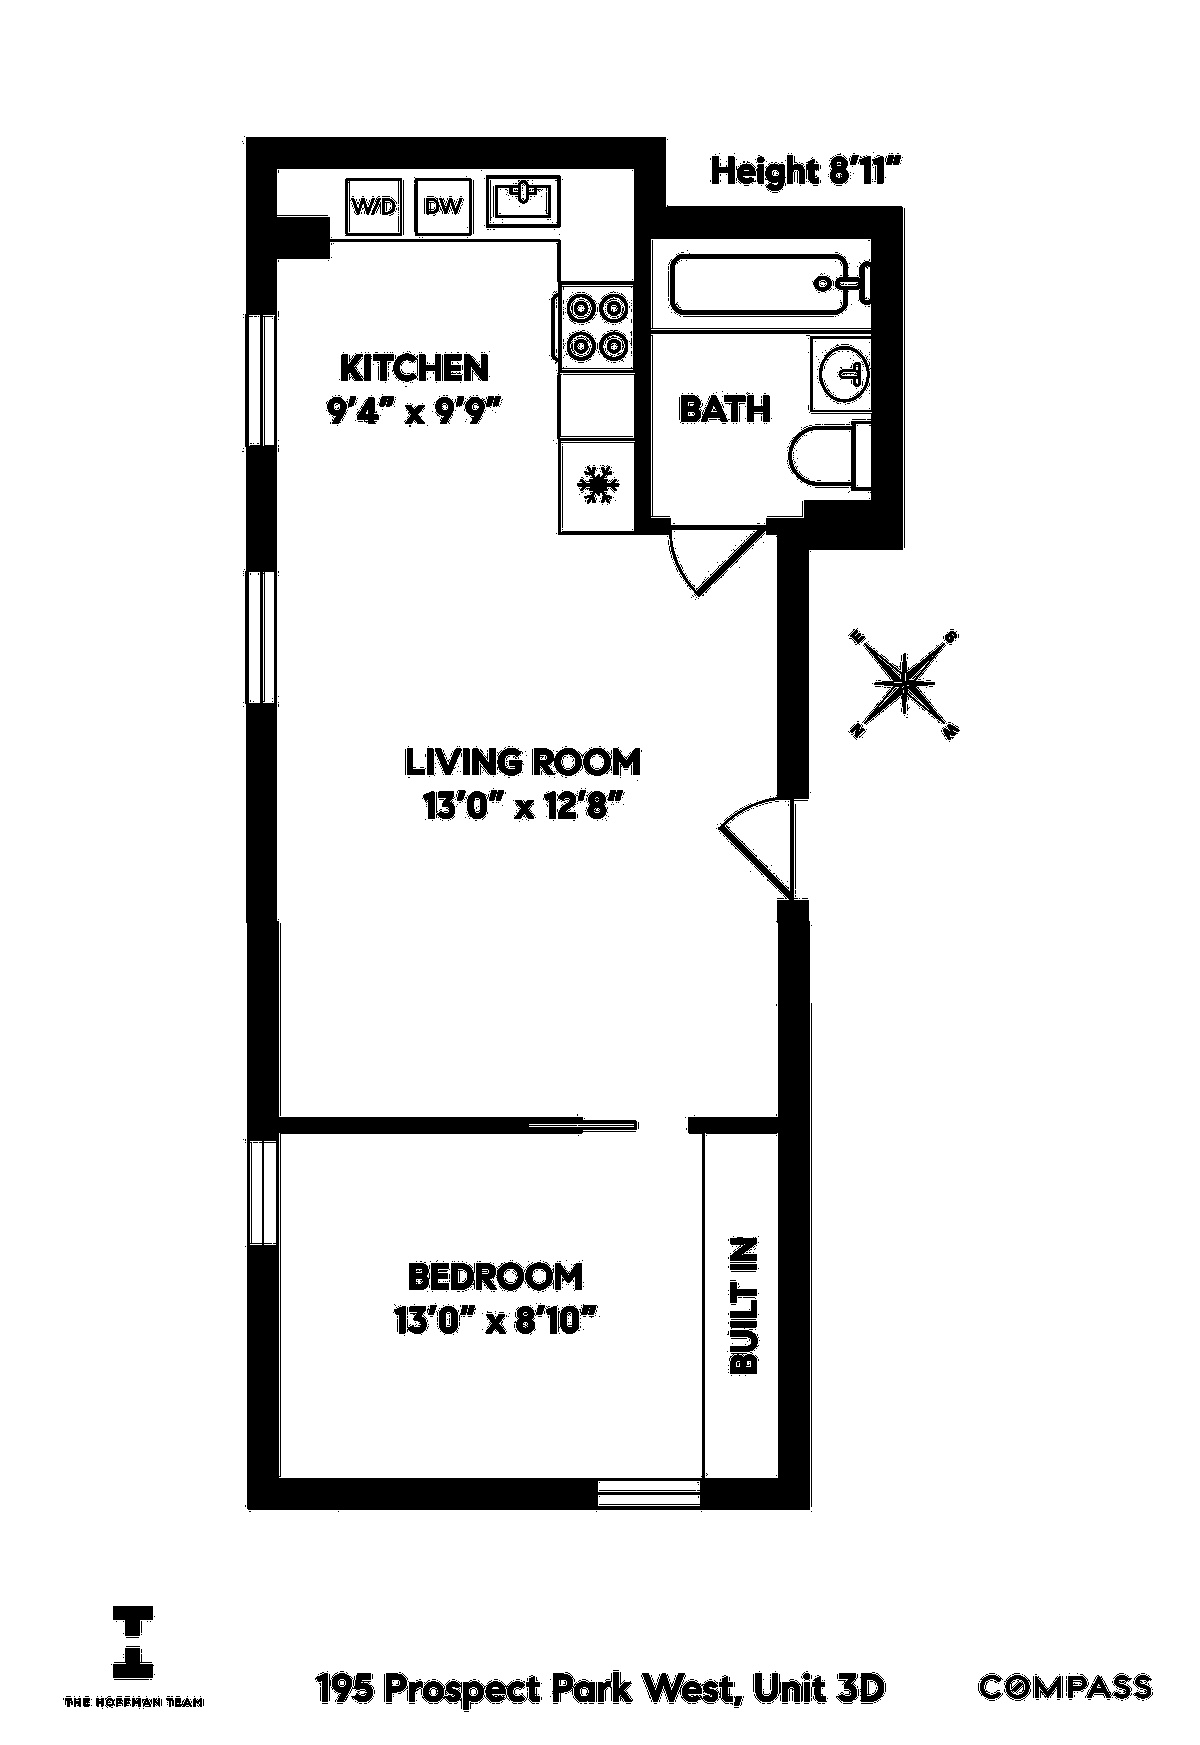 Height 8'11"
W/D
DW
KITCHEN
9'4" x 9'9"
BATH
E
S
N
W
LIVING ROOM
13'0" x 12'8"
BEDROOM
13'0" x 8'10"
BUILT IN
THE HOFFMAN TEAM
195 Prospect Park West, Unit 3D
COMPASS